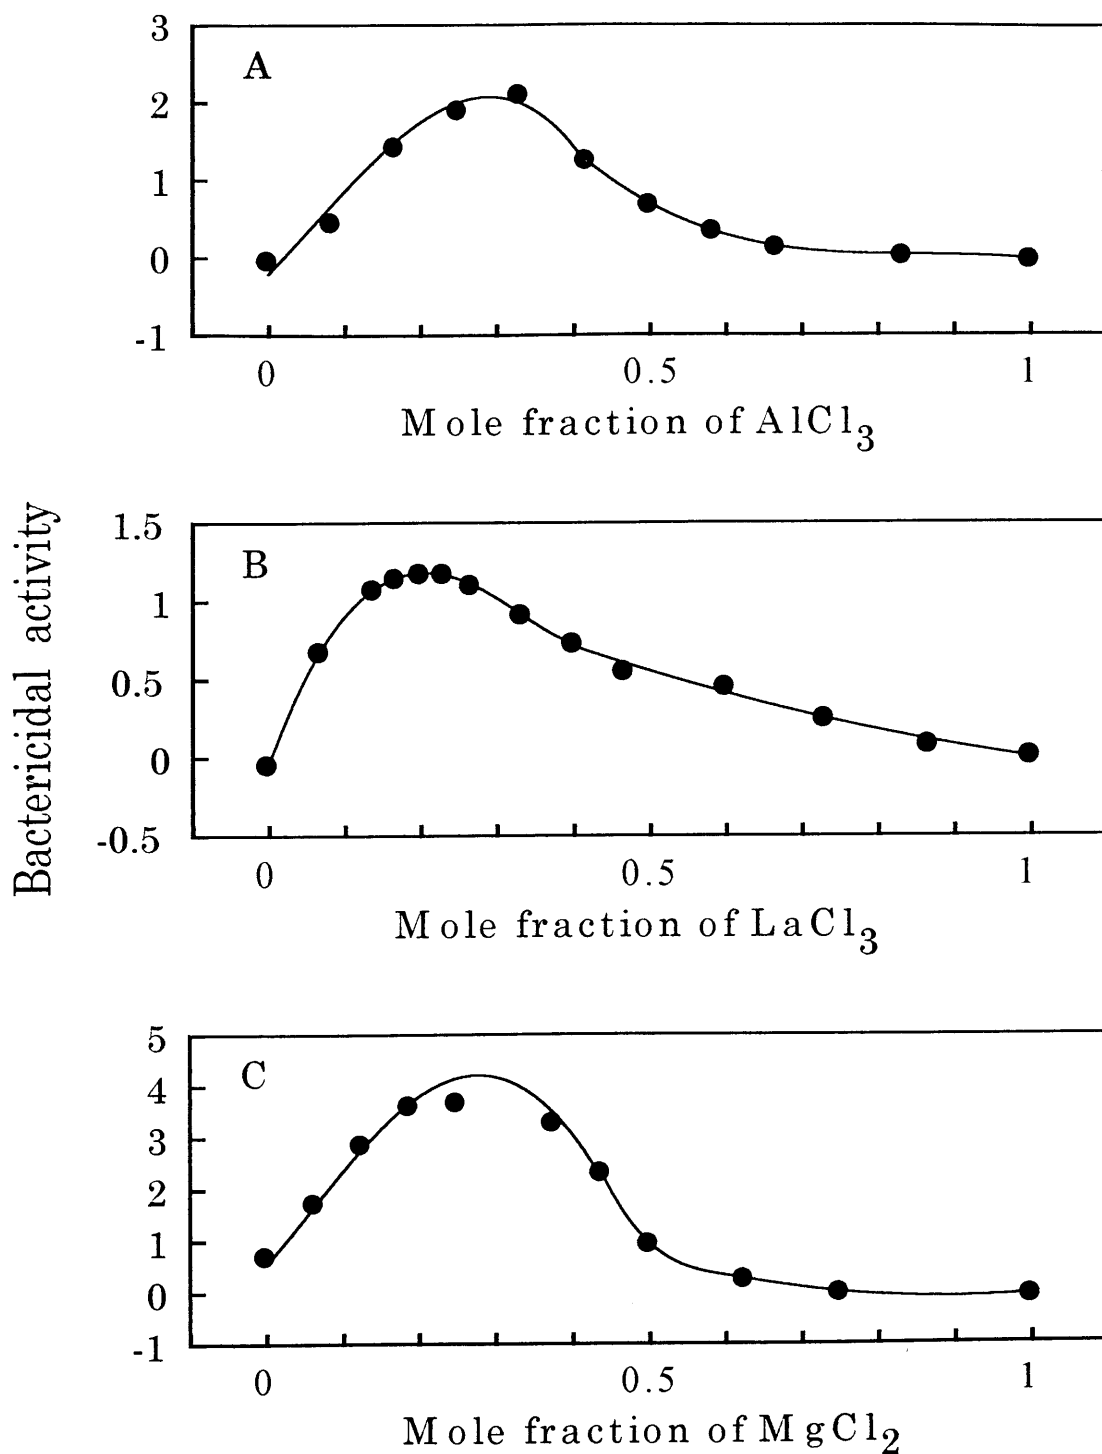 Bactericidal activity
A
3
2
1
0
-1
0 0.5 1
Mole fraction of AlCl3
B
1.5
1
0.5
0
-0.5
0 0.5 1
Mole fraction of LaCl3
C
5
4
3
2
1
0
-1
0 0.5 1
Mole fraction of MgCl2